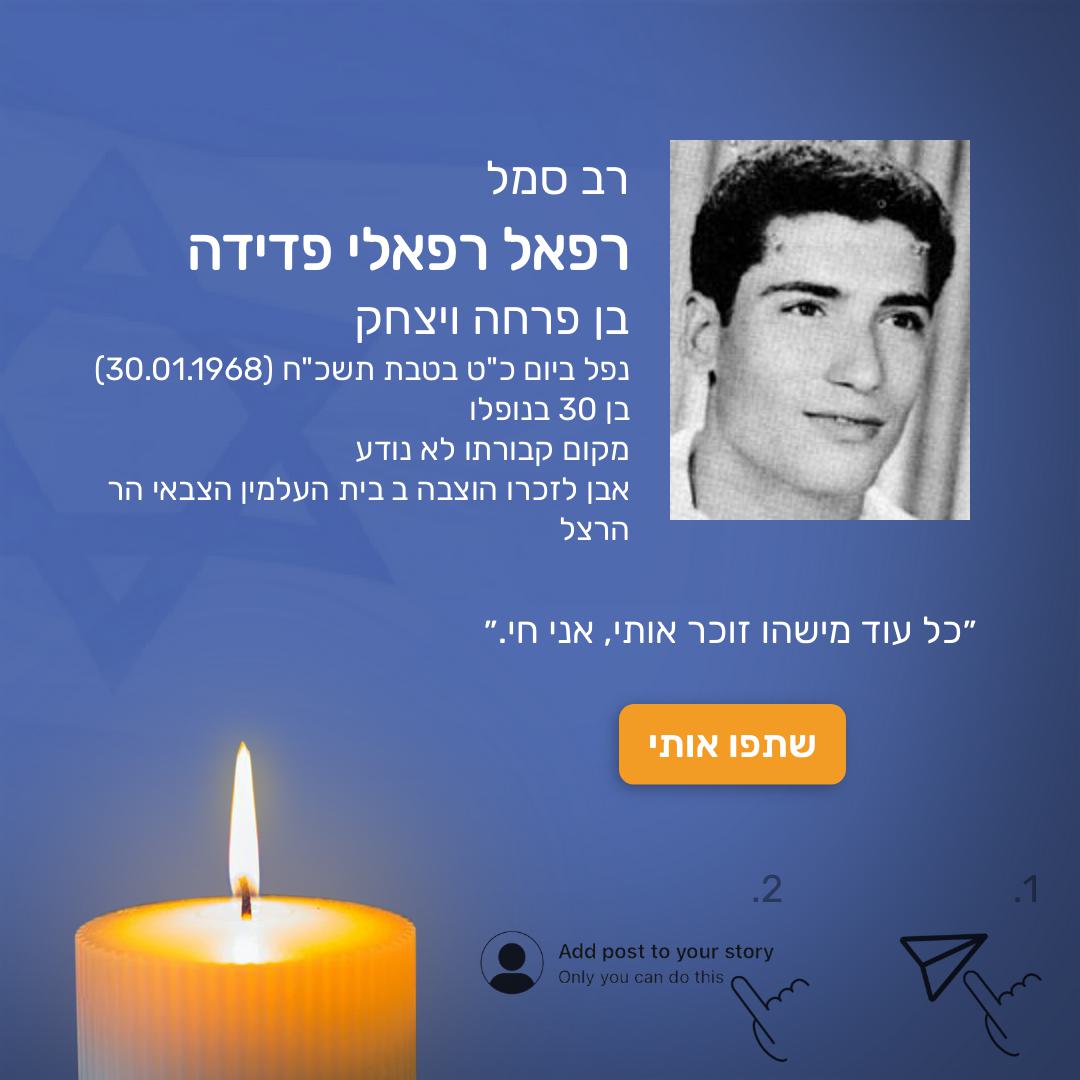 רב סמל
רפאל רפאלי פדידה
בן פרחה ויצחק
נפל ביום כ"ט בטבת תשכ"ח (30.01.1968)
בן 30 בנופלו
מקום קבורתו לא נודע
אבן לזכרו הוצבה ב בית העלמין הצבאי הר
הרצל
״כל עוד מישהו זוכר אותי, אני חי.״
שתפו אותי
.1
.2
Add post to your story
Only you can do this